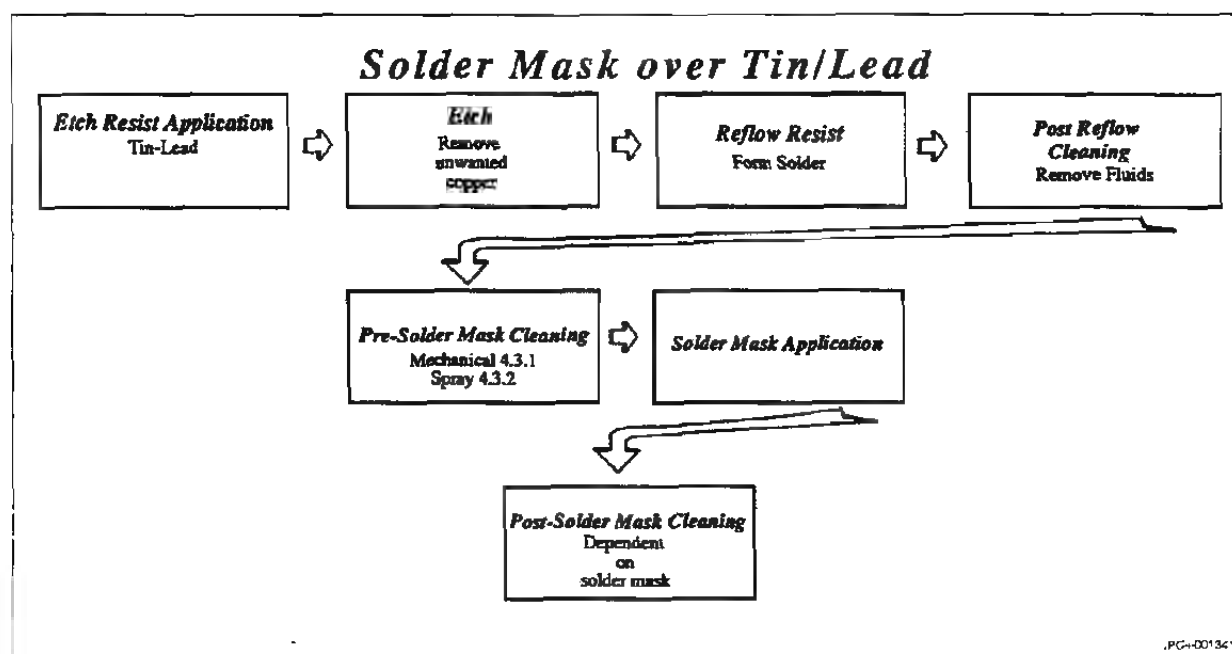 Solder Mask over Tin/Lead
Etch Resist Application
Tin-Lead
Etch
Remove
unwanted
copper
Reflow Resist
Form Solder
Post Reflow
Cleaning
Remove Fluids
Pre-Solder Mask Cleaning
Mechanical 4.3.1
Spray 4.3.2
Solder Mask Application
Post-Solder Mask Cleaning
Dependent
on
solder mask